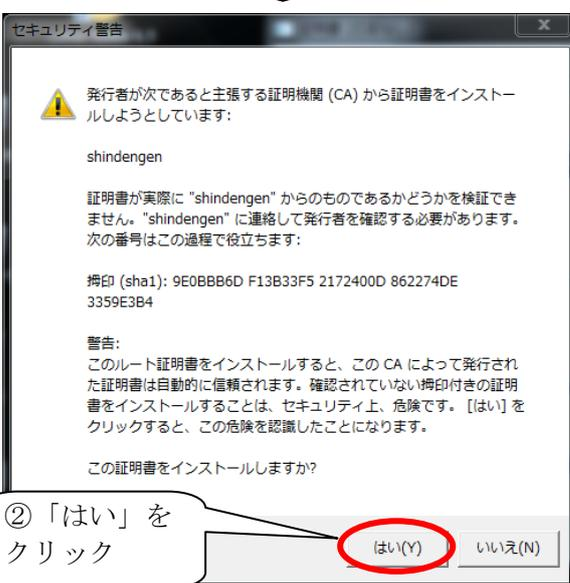 セキュリティ警告
発行者が次であると主張する証明機関 (CA) から証明書をインストー
ルしようとしています:
shindengen
証明書が実際に "shindengen" からのものであるかどうかを検証でき
ません。"shindengen" に連絡して発行者を確認する必要があります。
次の番号はこの過程で役立ちます:
拇印 (sha1): 9E0BBB6D F13B33F5 2172400D 862274DE
3359E3B4
警告:
このルート証明書をインストールすると、この CA によって発行され
た証明書は自動的に信頼されます。確認されていない拇印付きの証明
書をインストールすることは、セキュリティ上、危険です。 [はい] を
クリックすると、この危険を認識したことになります。
この証明書をインストールしますか?
②「はい」を
クリック
はい(Y) いいえ(N)